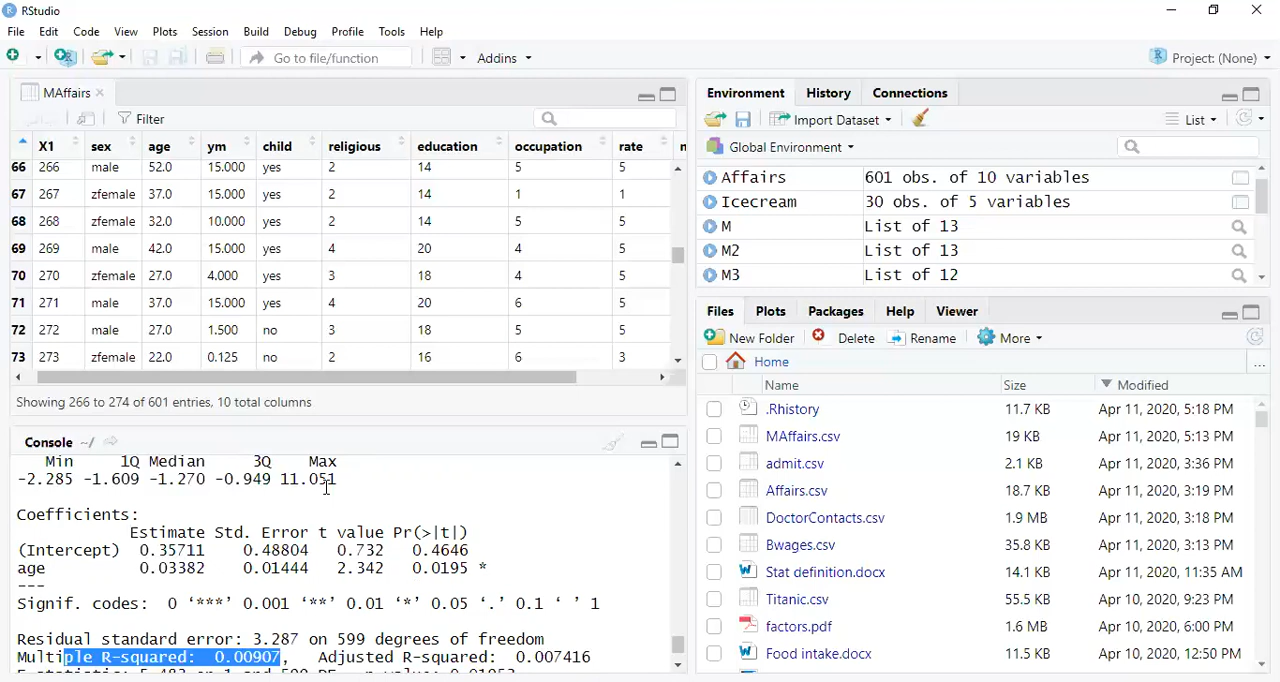 RStudio
File Edit Code View Plots Session Build Debug Profile Tools Help
Go to file/function Addins Project: (None)
MAffairs
Filter
X1 sex age ym child religious education occupation rate
66 266 male 52.0 15.000 yes 2 14 5 5
67 267 zfemale 37.0 15.000 yes 2 14 1 1
68 268 zfemale 32.0 10.000 yes 2 14 5 5
69 269 male 42.0 15.000 yes 4 20 4 5
70 270 zfemale 27.0 4.000 yes 3 18 4 5
71 271 male 37.0 15.000 yes 4 20 6 5
72 272 male 27.0 1.500 no 3 18 5 5
73 273 zfemale 22.0 0.125 no 2 16 6 3
Showing 266 to 274 of 601 entries, 10 total columns
Console ~/
Min 1Q Median 3Q Max
-2.285 -1.609 -1.270 -0.949 11.051
Coefficients:
Estimate Std. Error t value Pr(>|t|)
(Intercept) 0.35711 0.48804 0.732 0.4646
age 0.03382 0.01444 2.342 0.0195 *
---
Signif. codes: 0 ‘***’ 0.001 ‘**’ 0.01 ‘*’ 0.05 ‘.’ 0.1 ‘ ’ 1
Residual standard error: 3.287 on 599 degrees of freedom
Multiple R-squared: 0.00907, Adjusted R-squared: 0.007416
Environment History Connections
Import Dataset List
Global Environment
Affairs 601 obs. of 10 variables
Icecream 30 obs. of 5 variables
M List of 13
M2 List of 13
M3 List of 12
Files Plots Packages Help Viewer
New Folder Delete Rename More
Home ...
Name Size Modified
.Rhistory 11.7 KB Apr 11, 2020, 5:18 PM
MAffairs.csv 19 KB Apr 11, 2020, 5:13 PM
admit.csv 2.1 KB Apr 11, 2020, 3:36 PM
Affairs.csv 18.7 KB Apr 11, 2020, 3:19 PM
DoctorContacts.csv 1.9 MB Apr 11, 2020, 3:18 PM
Bwages.csv 35.8 KB Apr 11, 2020, 3:13 PM
Stat definition.docx 14.1 KB Apr 11, 2020, 11:35 AM
Titanic.csv 55.5 KB Apr 10, 2020, 9:23 PM
factors.pdf 1.6 MB Apr 10, 2020, 6:00 PM
Food intake.docx 11.5 KB Apr 10, 2020, 12:50 PM